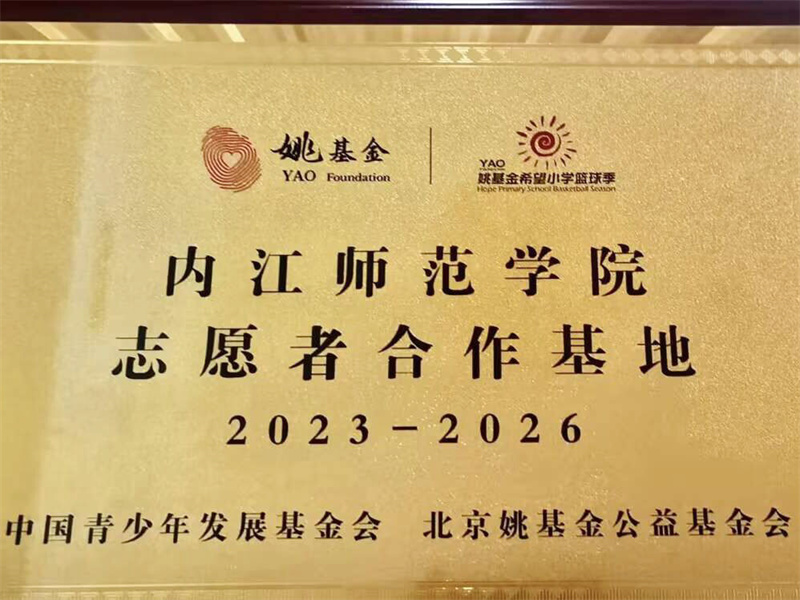 姚基金
YAO Foundation
YAO
姚基金希望小学篮球季
Hope Primary School Basketball Season
内江师范学院
志愿者合作基地
2023-2026
中国青少年发展基金会 北京姚基金公益基金会